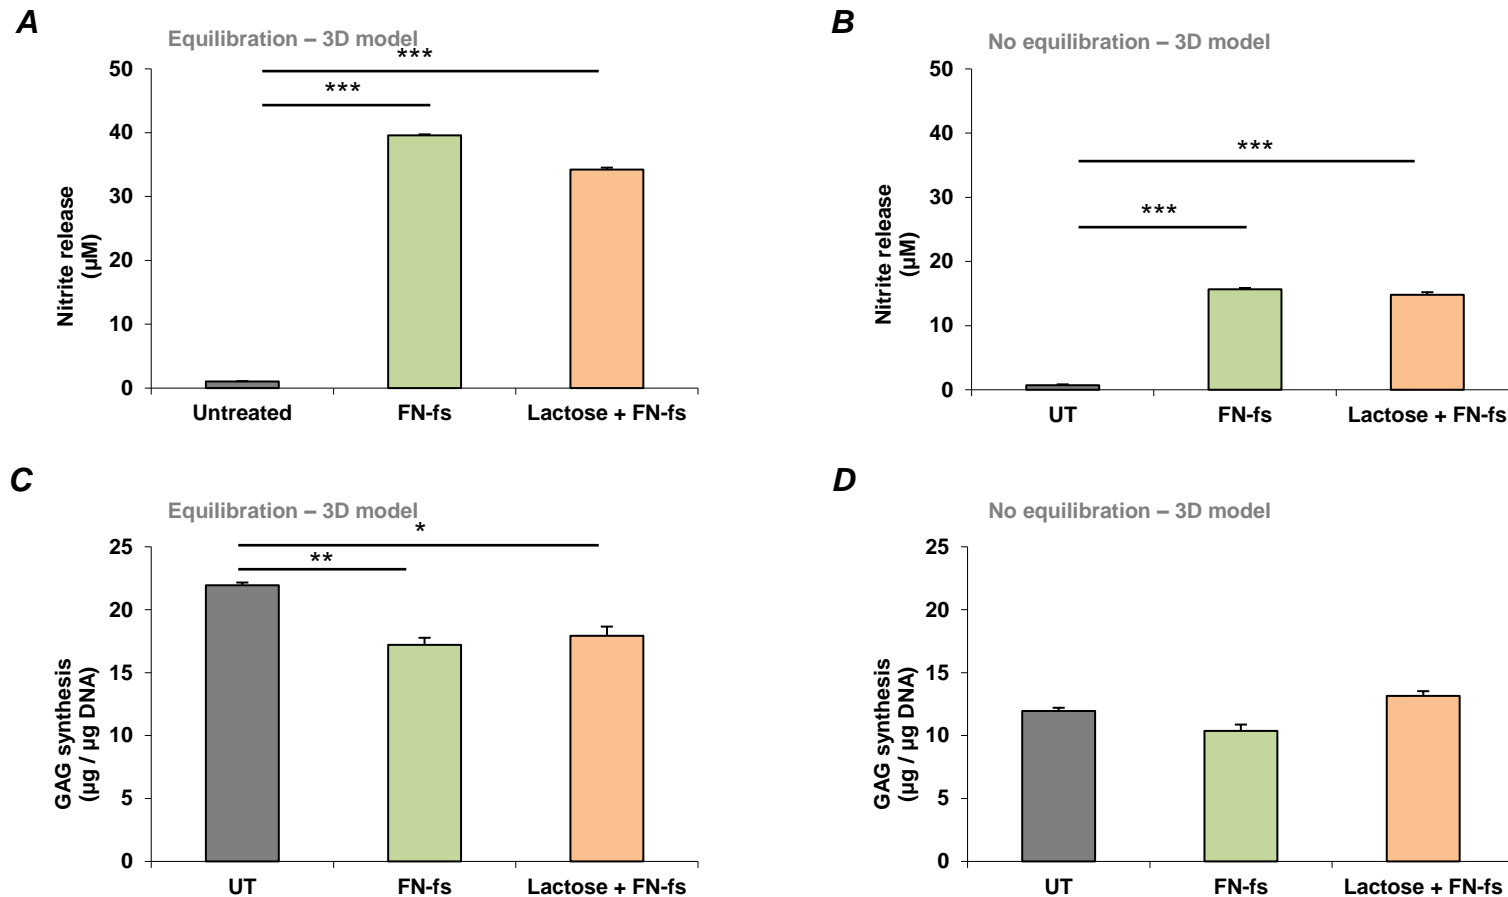 A
Equilibration – 3D model
***
***
50
40
30
20
10
0
Nitrite release
(µM)
Untreated
FN-fs
Lactose + FN-fs
B
No equilibration – 3D model
***
***
50
40
30
20
10
0
Nitrite release
(µM)
UT
FN-fs
Lactose + FN-fs
C
Equilibration – 3D model
*
**
25
20
15
10
5
0
GAG synthesis
(µg / µg DNA)
UT
FN-fs
Lactose + FN-fs
D
No equilibration – 3D model
25
20
15
10
5
0
GAG synthesis
(µg / µg DNA)
UT
FN-fs
Lactose + FN-fs